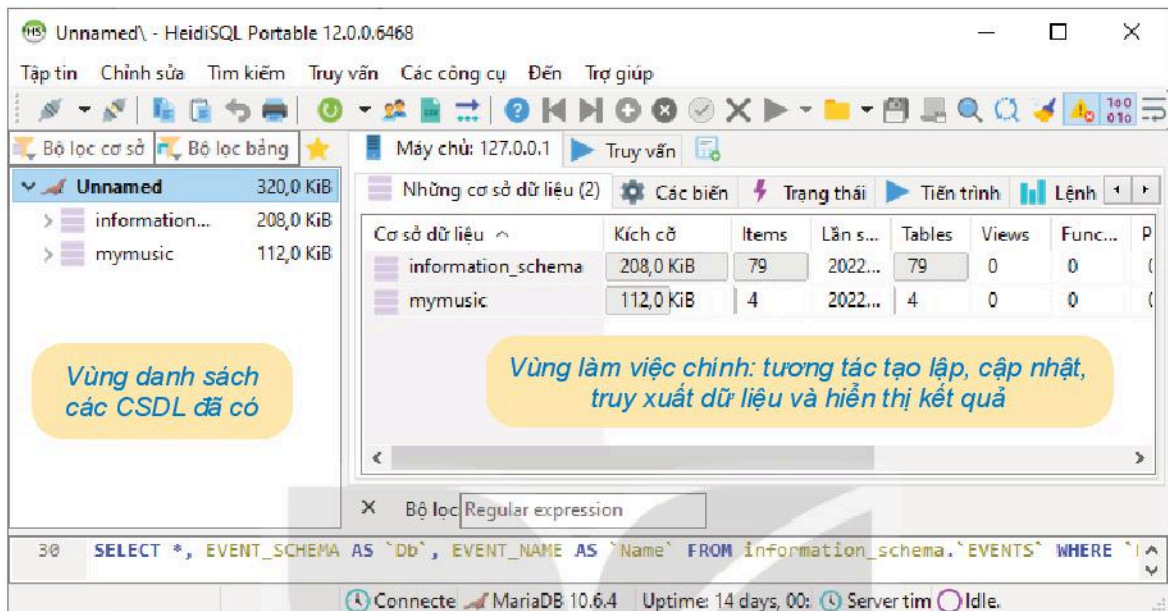 Unnamed\ - HeidiSQL Portable 12.0.0.6468
Tập tin Chỉnh sửa Tìm kiếm Truy vấn Các công cụ Đến Trợ giúp
Bộ lọc cơ sở Bộ lọc bảng Máy chủ: 127.0.0.1 Truy vấn
Unnamed 320,0 KiB
information... 208,0 KiB
mymusic 112,0 KiB
Những cơ sở dữ liệu (2) Các biến Trạng thái Tiến trình Lệnh
Cơ sở dữ liệu Kích cỡ Items Lần s... Tables Views Func... P
information_schema 208,0 KiB 79 2022... 79 0 0
mymusic 112,0 KiB 4 2022... 4 0 0
Vùng danh sách
các CSDL đã có
Vùng làm việc chính: tương tác tạo lập, cập nhật,
truy xuất dữ liệu và hiển thị kết quả
Bộ lọc Regular expression
30 SELECT *, EVENT_SCHEMA AS `Db`, EVENT_NAME AS `Name` FROM information_schema.`EVENTS` WHERE `
Connecte MariaDB 10.6.4 Uptime: 14 days, 00: Server tim Idle.